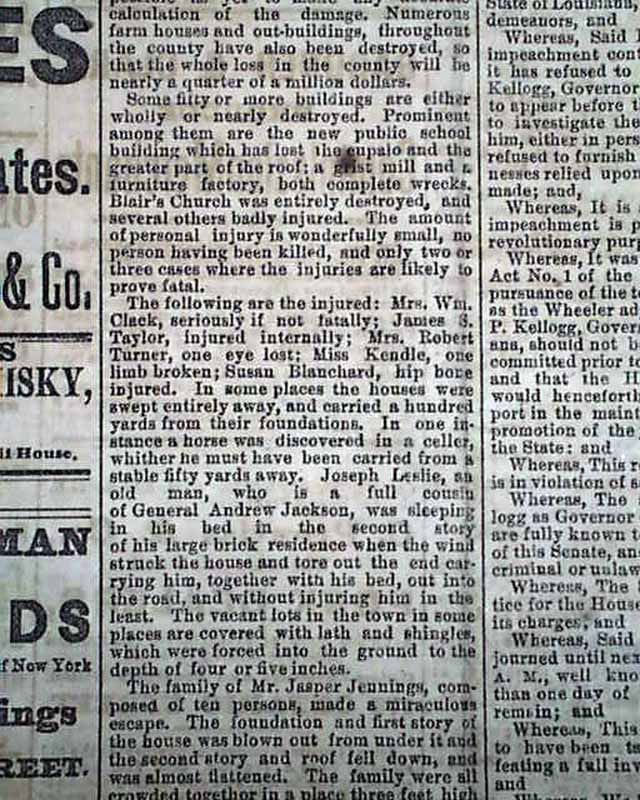 ES
ates.
& Co.
S
HISKY,
il House.
MAN
DS
f New York
ings
REET.
calculation of the damage. Numerous
farm houses and out-buildings, throughout
the county have also been destroyed, so
that the whole loss in the county will be
nearly a quarter of a million dollars.
Some fifty or more buildings are either
wholly or nearly destroyed. Prominent
among them are the new public school
building which has lost the cupalo and the
greater part of the roof; a grist mill and a
furniture factory, both complete wrecks.
Blair's Church was entirely destroyed, and
several others badly injured. The amount
of personal injury is wonderfully small, no
person having been killed, and only two or
three cases where the injuries are likely to
prove fatal.
The following are the injured: Mrs. Wm.
Clack, seriously if not fatally; James S.
Taylor, injured internally; Mrs. Robert
Turner, one eye lost; Miss Kendle, one
limb broken; Susan Blanchard, hip bone
injured. In some places the houses were
swept entirely away, and carried a hundred
yards from their foundations. In one in-
stance a horse was discovered in a celler,
whither he must have been carried from a
stable fifty yards away. Joseph Leslie, an
old man, who is a full cousin
of General Andrew Jackson, was sleeping
in his bed in the second story
of his large brick residence when the wind
struck the house and tore out the end car-
rying him, together with his bed, out into
the road, and without injuring him in the
least. The vacant lots in the town in some
places are covered with lath and shingles,
which were forced into the ground to the
depth of four or five inches.
The family of Mr. Jasper Jennings, com-
posed of ten persons, made a miraculous
escape. The foundation and first story of
the house was blown out from under it and
the second story and roof fell down, and
was almost flattened. The family were all
crowded together in a place three feet high
State of Louisiana,
demeanors, and
Whereas, Said
impeachment cont
it has refused to
Kellogg, Governor
to appear before t
to investigate the
him, either in pers
refused to furnish
nesses relied upon
made; and,
Whereas, It is
impeachment is p
revolutionary purp
Whereas, It was
Act No. 1 of the
pursuance of the te
as the Wheeler ad
P. Kellogg, Govern
ana, should not be
committed prior to
and that the H
would henceforth
port in the maint
promotion of the
the State: and
Whereas, This re
is in violation of s
Whereas, The
logg as Governor
are fully known t
of this Senate, an
criminal or unlaw
Whereas, The
tice for the House
its charges; and
Whereas, Said
journed until nex
A. M., well kno
than one day of
remain; and
Whereas, This
to have been ta
feating a full inv
and